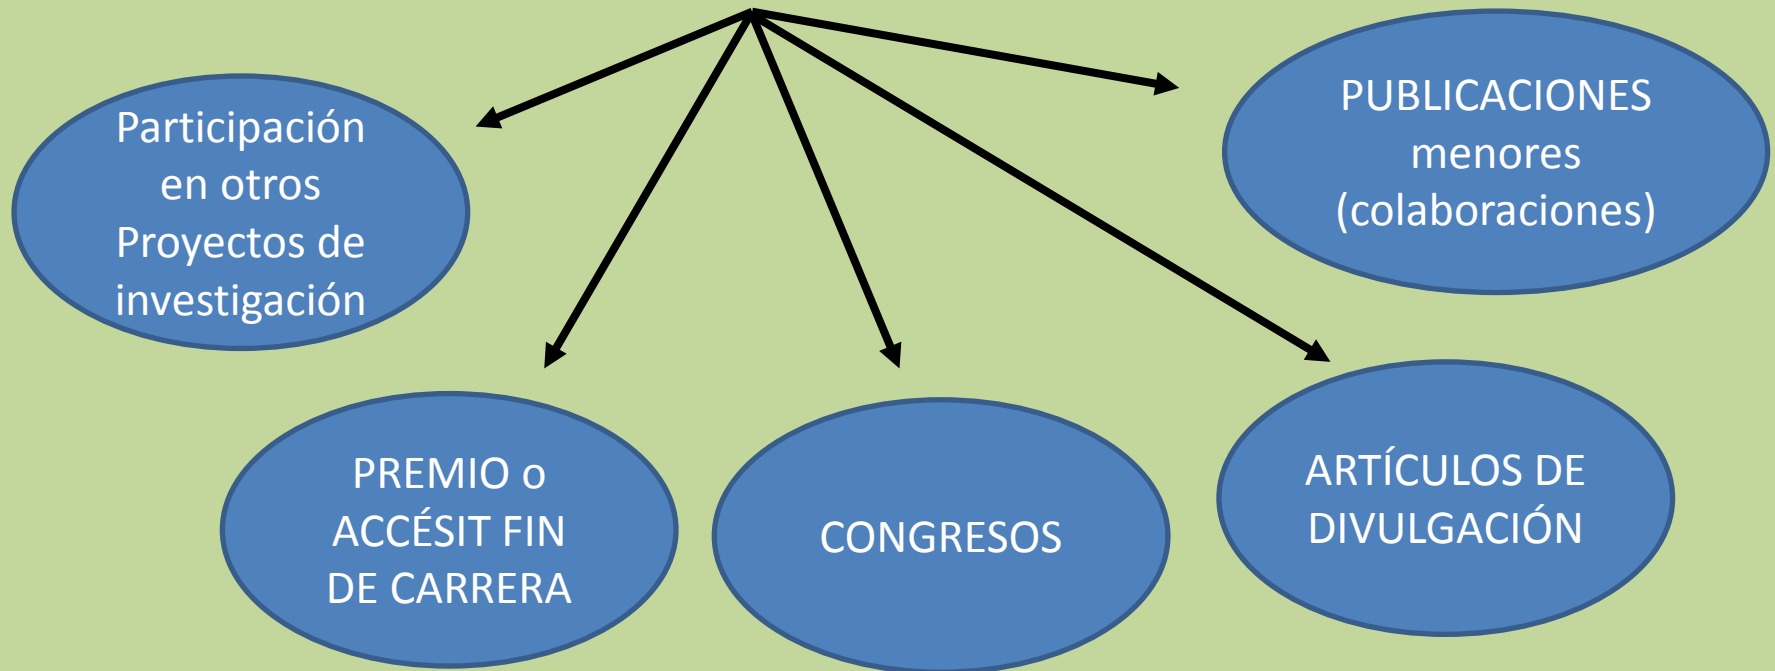 Participación
en otros
Proyectos de
investigación
PUBLICACIONES
menores
(colaboraciones)
PREMIO o
ACCÉSIT FIN
DE CARRERA
CONGRESOS
ARTÍCULOS DE
DIVULGACIÓN